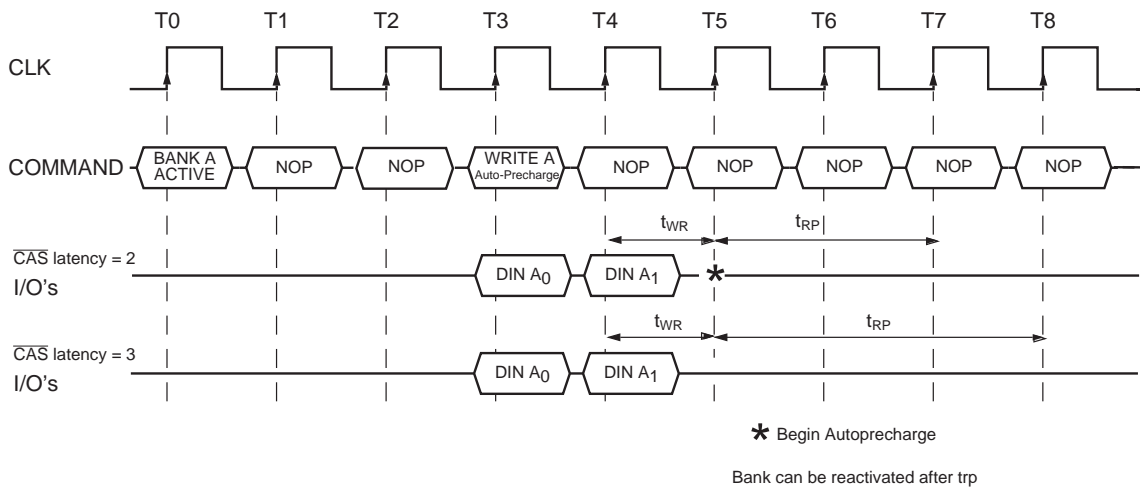 T0 T1 T2 T3 T4 T5 T6 T7 T8
CLK
COMMAND
BANK A
ACTIVE
NOP
NOP
WRITE A
Auto-Precharge
NOP
NOP
NOP
NOP
NOP
tWR
tRP
CAS latency = 2
I/O's
DIN A0
DIN A1
*
tWR
tRP
CAS latency = 3
I/O's
DIN A0
DIN A1
* Begin Autoprecharge
Bank can be reactivated after trp